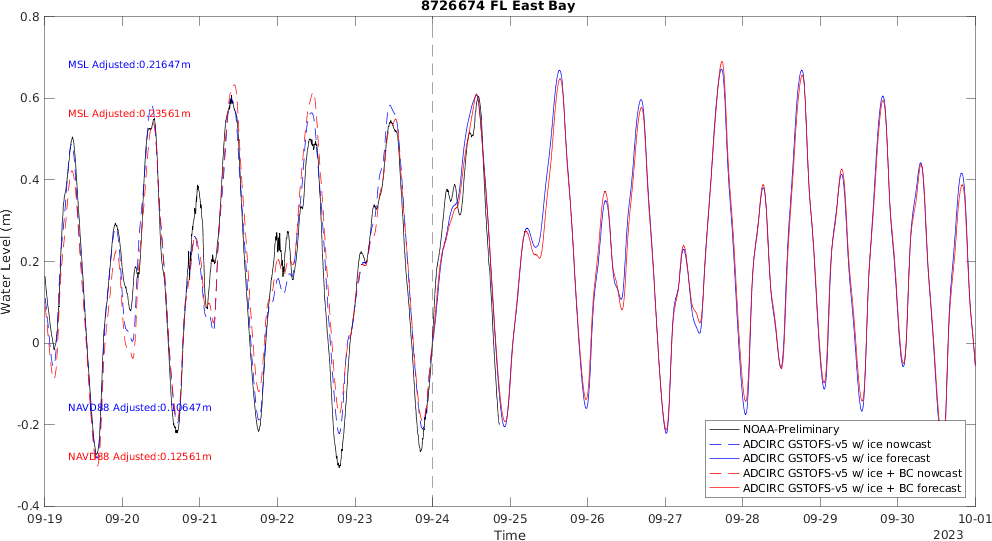 8726674 FL East Bay
Water Level (m)
0.8
0.6
0.4
0.2
0
-0.2
-0.4
MSL Adjusted:0.21647m
MSL Adjusted:0.23561m
NAVD88 Adjusted:0.10647m
NAVD88 Adjusted:0.12561m
NOAA-Preliminary
ADCIRC GSTOFS-v5 w/ ice nowcast
ADCIRC GSTOFS-v5 w/ ice forecast
ADCIRC GSTOFS-v5 w/ ice + BC nowcast
ADCIRC GSTOFS-v5 w/ ice + BC forecast
09-19 09-20 09-21 09-22 09-23 09-24 09-25 09-26 09-27 09-28 09-29 09-30 10-01
Time
2023